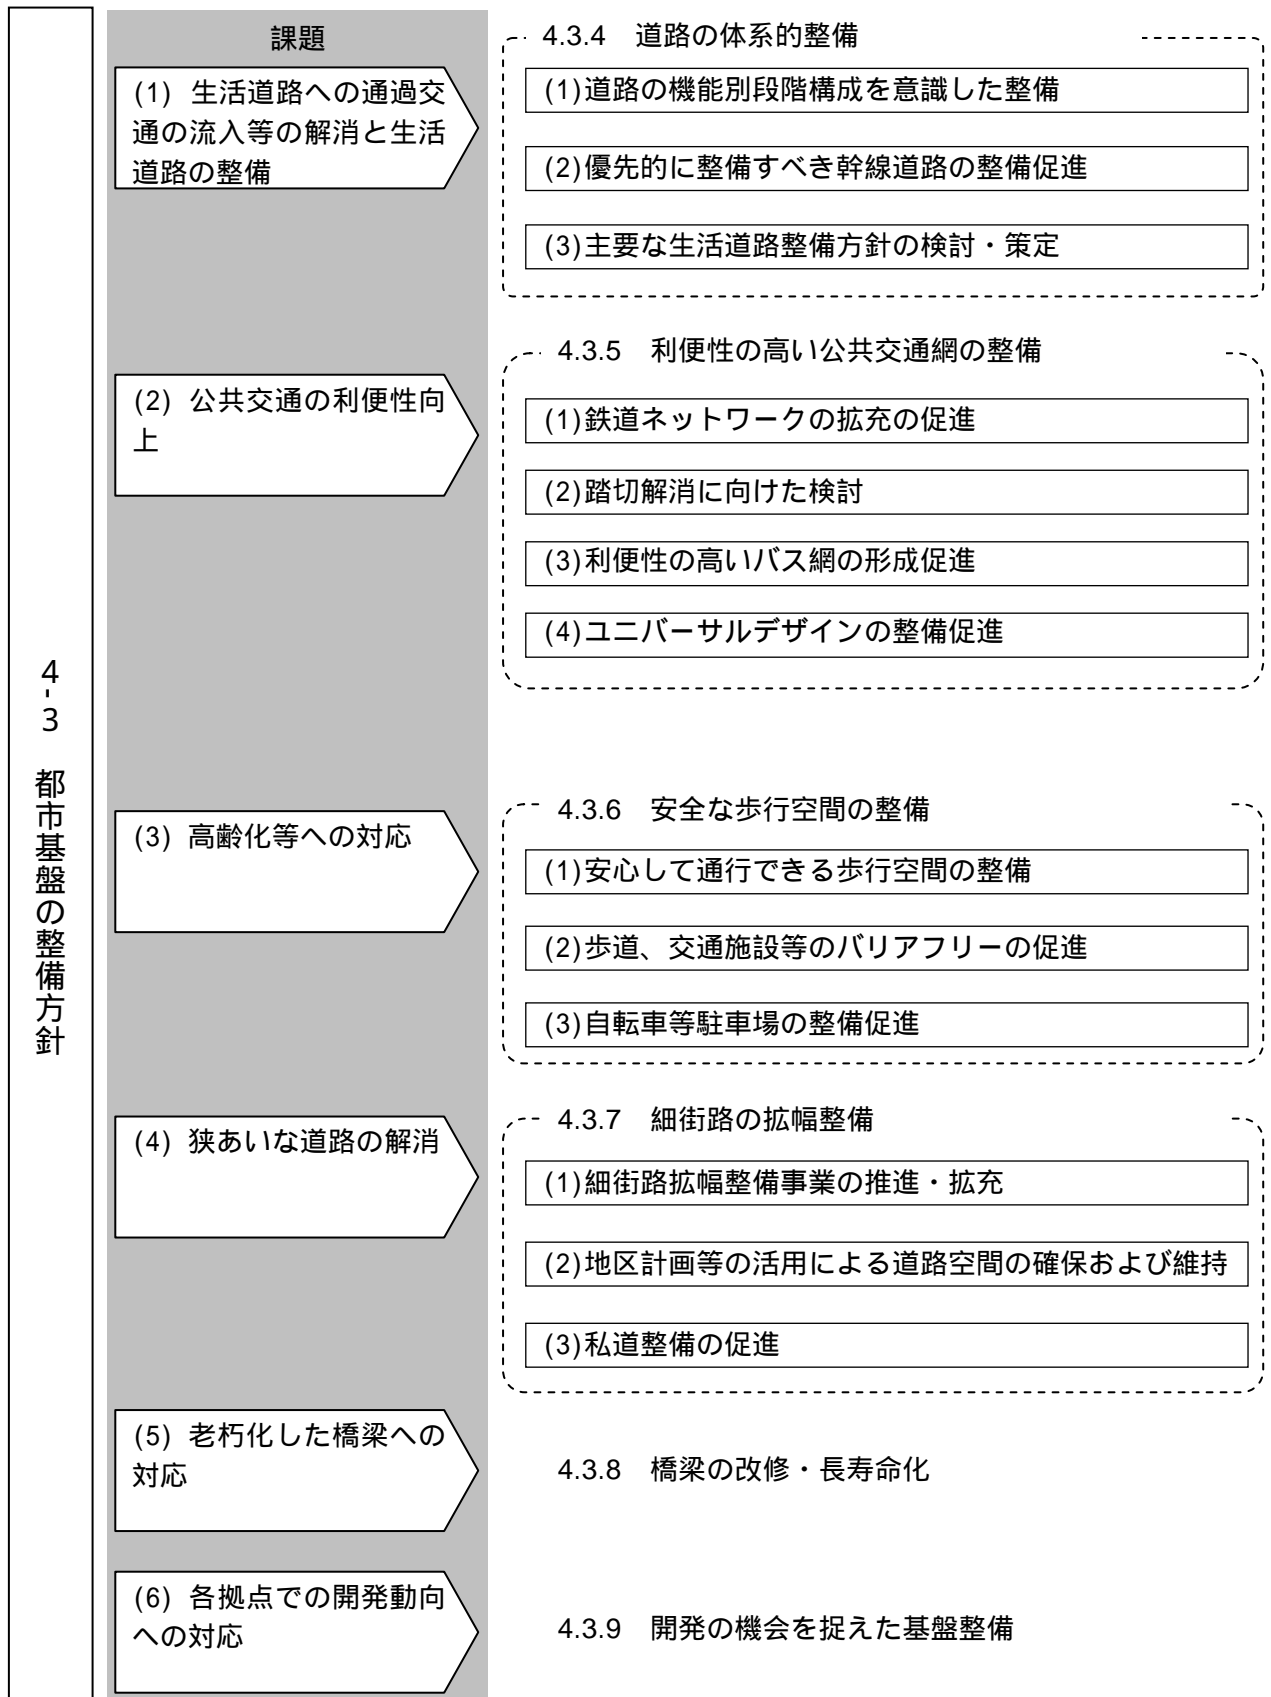 4-3 都市基盤の整備方針
課題
(1) 生活道路への通過交
通の流入等の解消と生活
道路の整備
4.3.4 道路の体系的整備
(1)道路の機能別段階構成を意識した整備
(2)優先的に整備すべき幹線道路の整備促進
(3)主要な生活道路整備方針の検討・策定
(2) 公共交通の利便性向
上
4.3.5 利便性の高い公共交通網の整備
(1)鉄道ネットワークの拡充の促進
(2)踏切解消に向けた検討
(3)利便性の高いバス網の形成促進
(4)ユニバーサルデザインの整備促進
(3) 高齢化等への対応
4.3.6 安全な歩行空間の整備
(1)安心して通行できる歩行空間の整備
(2)歩道、交通施設等のバリアフリーの促進
(3)自転車等駐車場の整備促進
(4) 狭あいな道路の解消
4.3.7 細街路の拡幅整備
(1)細街路拡幅整備事業の推進・拡充
(2)地区計画等の活用による道路空間の確保および維持
(3)私道整備の促進
(5) 老朽化した橋梁への
対応
4.3.8 橋梁の改修・長寿命化
(6) 各拠点での開発動向
への対応
4.3.9 開発の機会を捉えた基盤整備